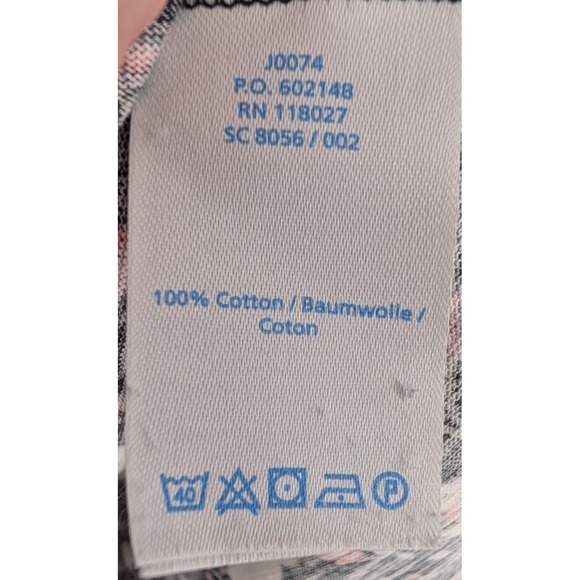 J0074
P.O. 602148
RN 118027
SC 8056 / 002
100% Cotton / Baumwolle /
Coton
40 P